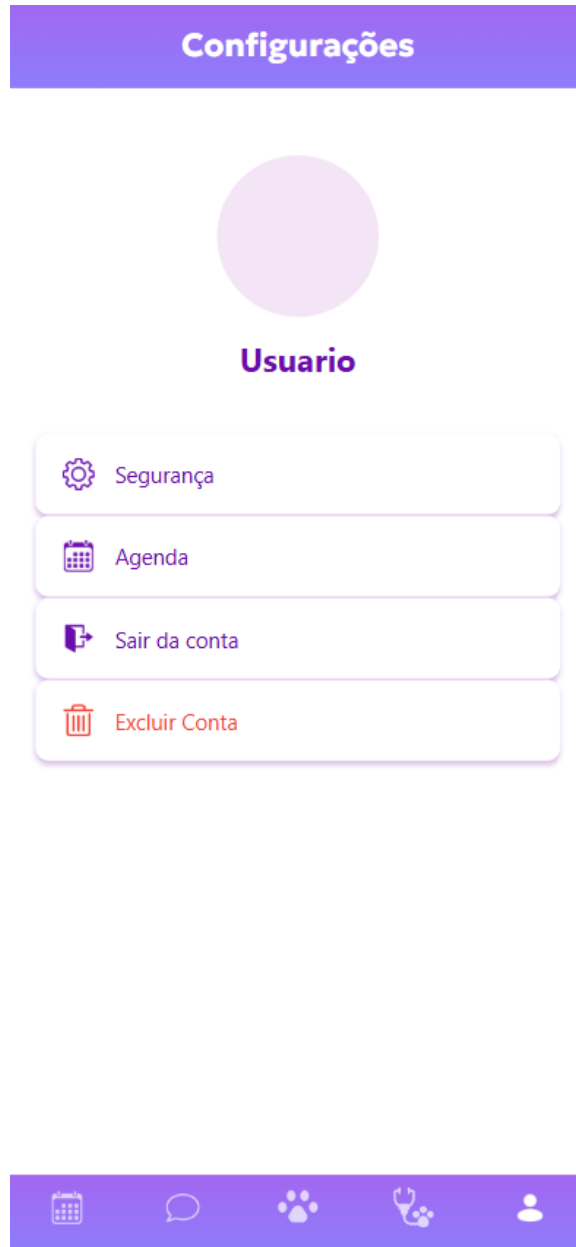 Configurações
Usuario
Segurança
Agenda
Sair da conta
Excluir Conta